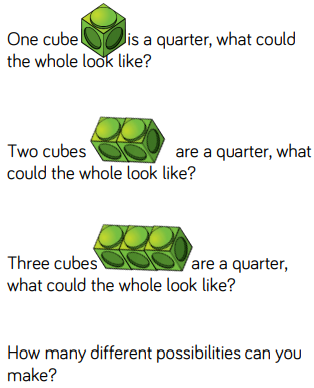 One cube is a quarter, what could
the whole look like?
Two cubes are a quarter, what
could the whole look like?
Three cubes are a quarter,
what could the whole look like?
How many different possibilities can you
make?